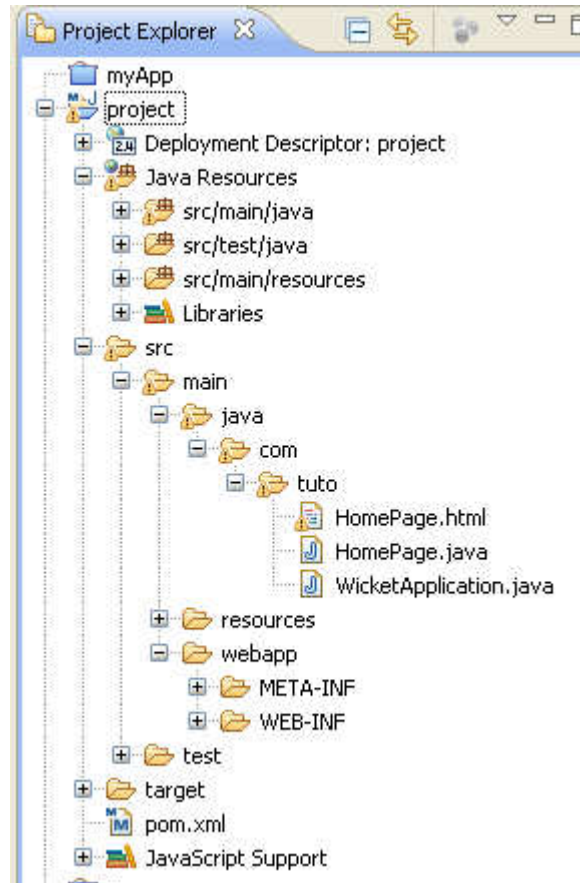 Project Explorer
myApp
project
2.4 Deployment Descriptor: project
Java Resources
src/main/java
src/test/java
src/main/resources
Libraries
src
main
java
com
tuto
HomePage.html
HomePage.java
WicketApplication.java
resources
webapp
META-INF
WEB-INF
test
target
pom.xml
JavaScript Support